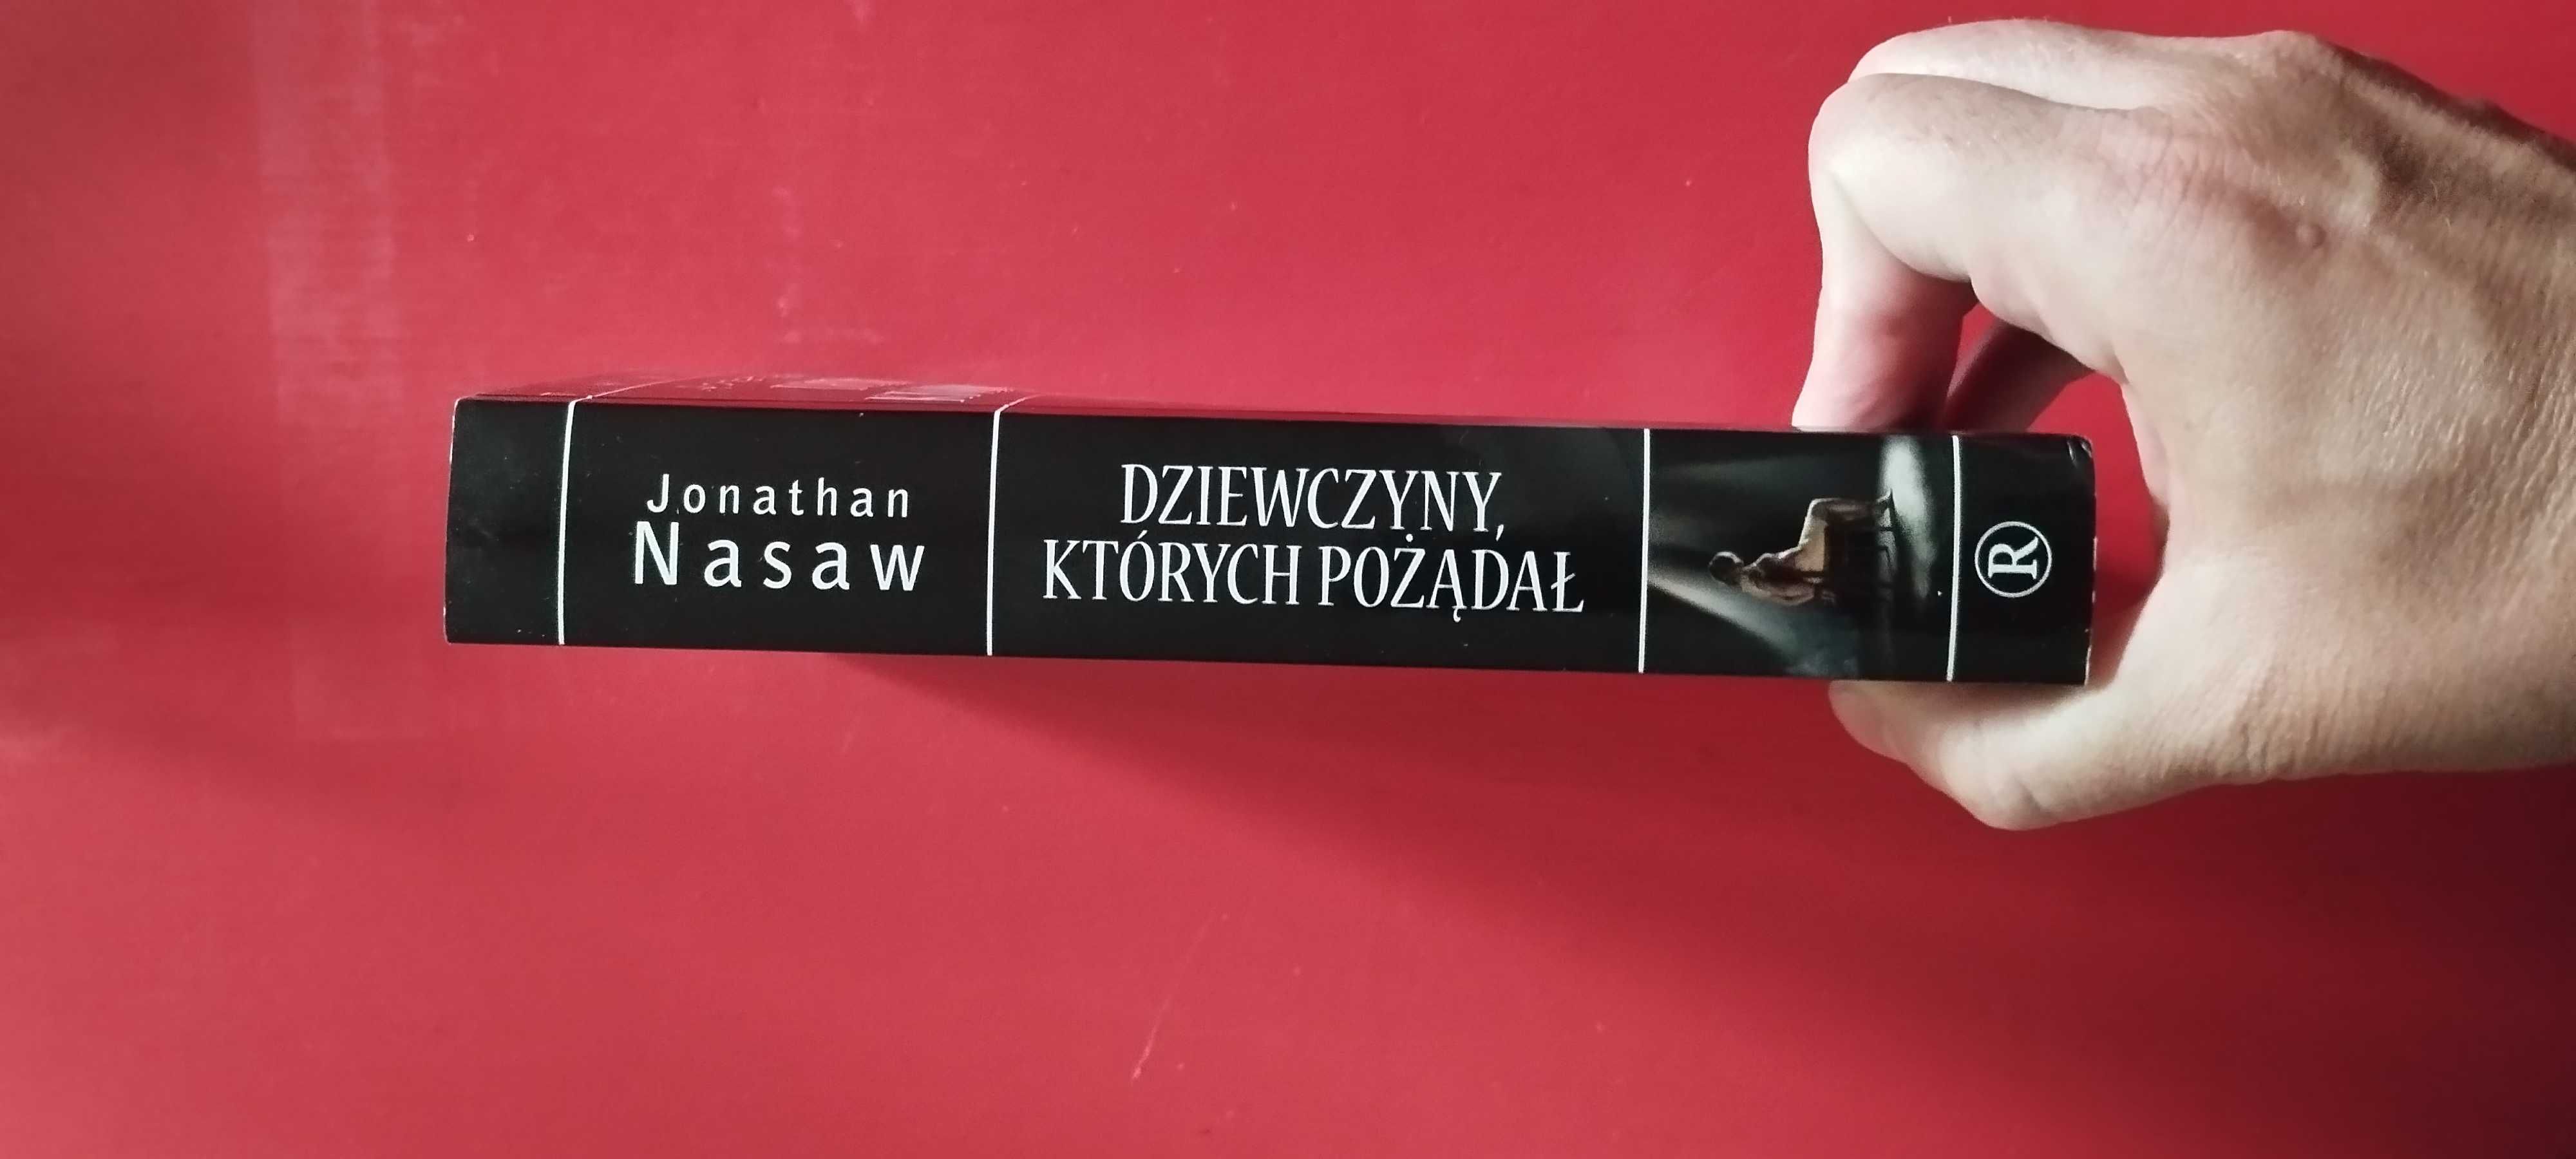 Jonathan
Nasaw
DZIEWCZYNY,
KTÓRYCH POŻĄDAŁ
R